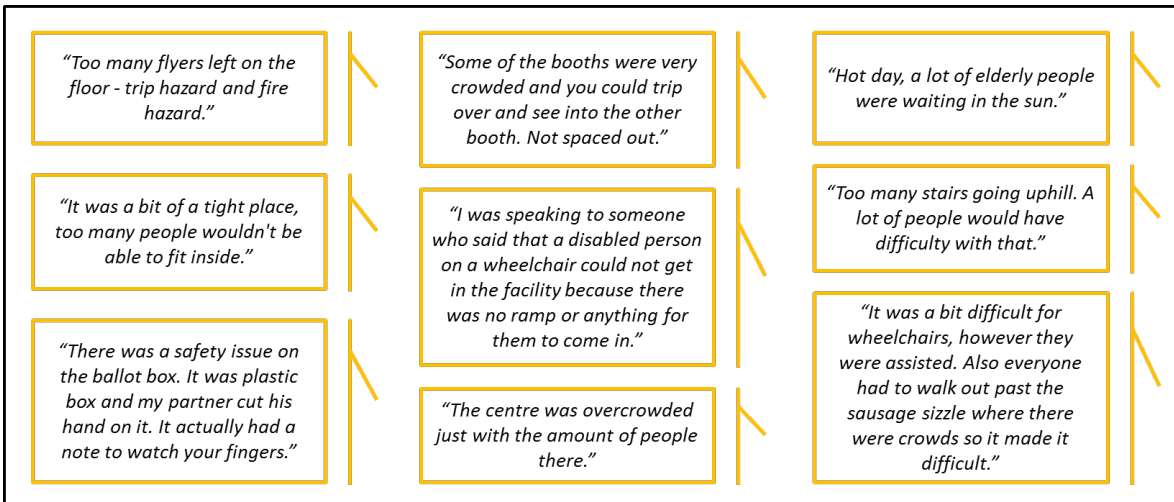 “Too many flyers left on the
floor - trip hazard and fire
hazard.”
“It was a bit of a tight place,
too many people wouldn't be
able to fit inside.”
“There was a safety issue on
the ballot box. It was plastic
box and my partner cut his
hand on it. It actually had a
note to watch your fingers.”
“Some of the booths were very
crowded and you could trip
over and see into the other
booth. Not spaced out.”
“I was speaking to someone
who said that a disabled person
on a wheelchair could not get
in the facility because there
was no ramp or anything for
them to come in.”
“The centre was overcrowded
just with the amount of people
there.”
“Hot day, a lot of elderly people
were waiting in the sun.”
“Too many stairs going uphill. A
lot of people would have
difficulty with that.”
“It was a bit difficult for
wheelchairs, however they
were assisted. Also everyone
had to walk out past the
sausage sizzle where there
were crowds so it made it
difficult.”